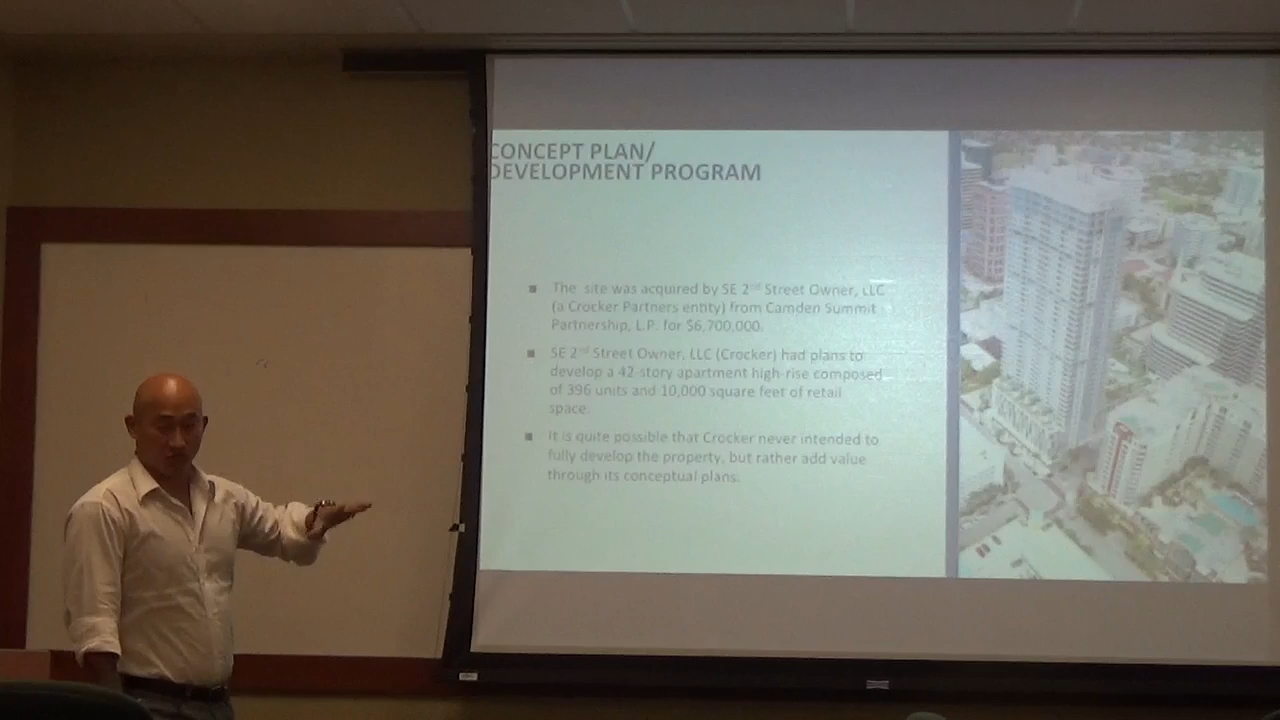 CONCEPT PLAN/
DEVELOPMENT PROGRAM
■ The site was acquired by SE 2nd Street Owner, LLC
(a Crocker Partners entity) from Camden Summit
Partnership, L.P. for $6,700,000.
■ SE 2nd Street Owner, LLC (Crocker) had plans to
develop a 42-story apartment high-rise composed
of 396 units and 10,000 square feet of retail
space.
■ It is quite possible that Crocker never intended to
fully develop the property, but rather add value
through its conceptual plans.